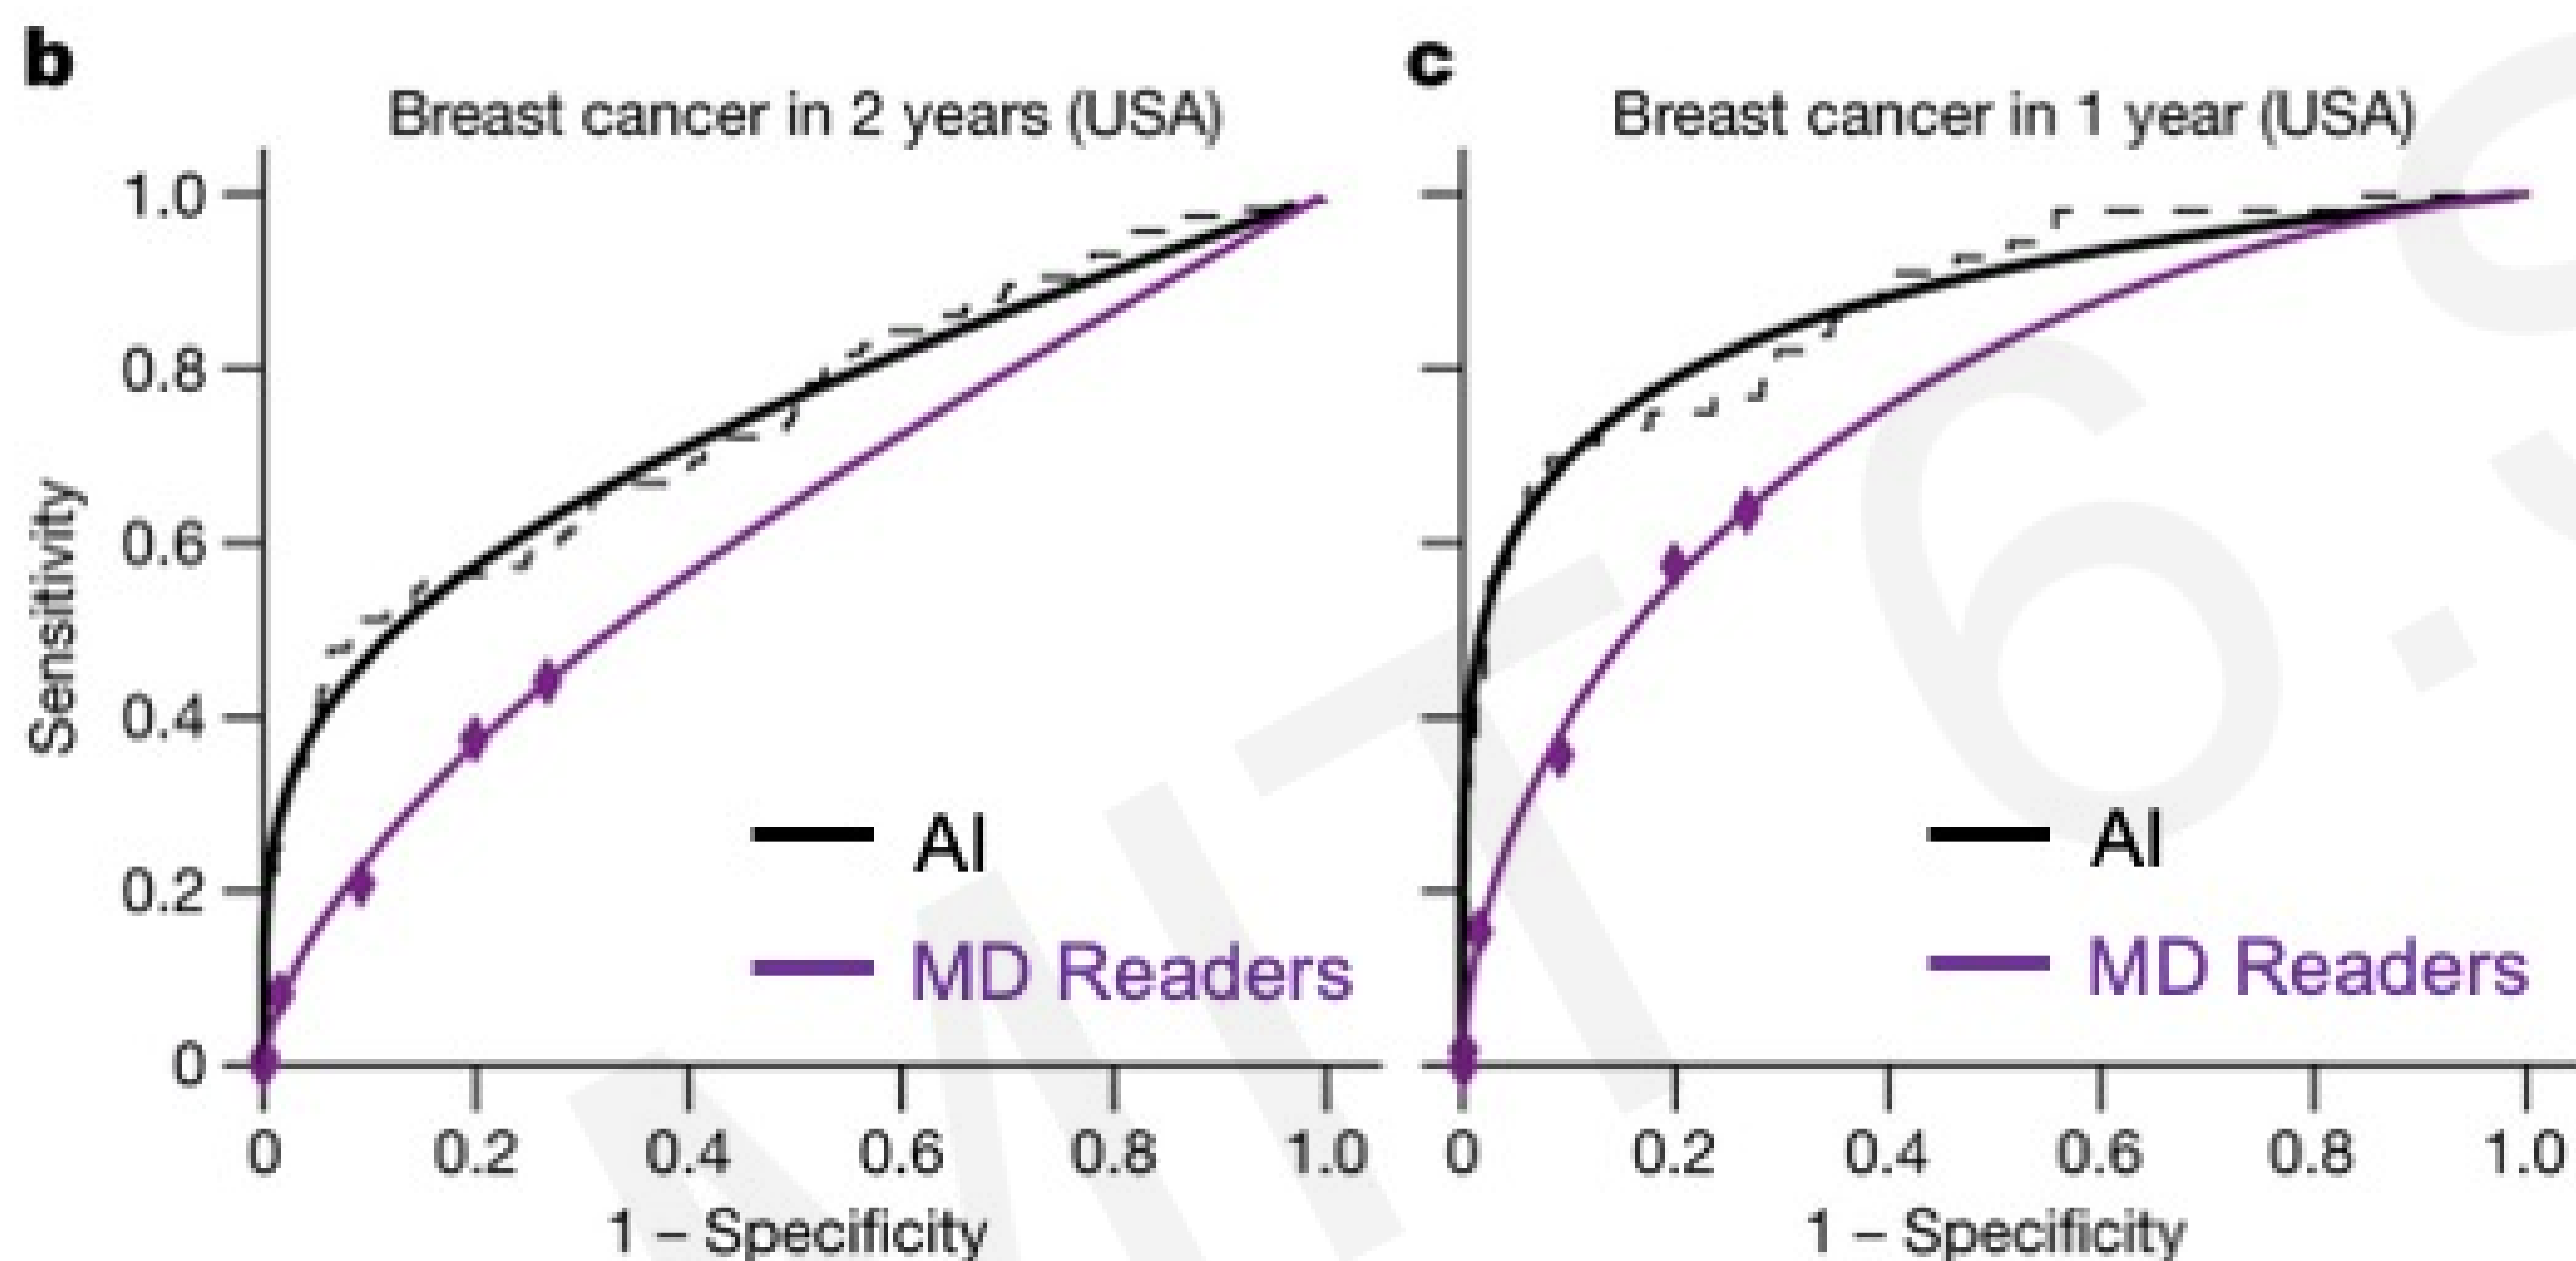 b
Breast cancer in 2 years (USA)
Sensitivity
1.0
0.8
0.6
0.4
0.2
0
AI
MD Readers
0 0.2 0.4 0.6 0.8 1.0
1 – Specificity
c
Breast cancer in 1 year (USA)
AI
MD Readers
0 0.2 0.4 0.6 0.8 1.0
1 – Specificity
MIT 6.S